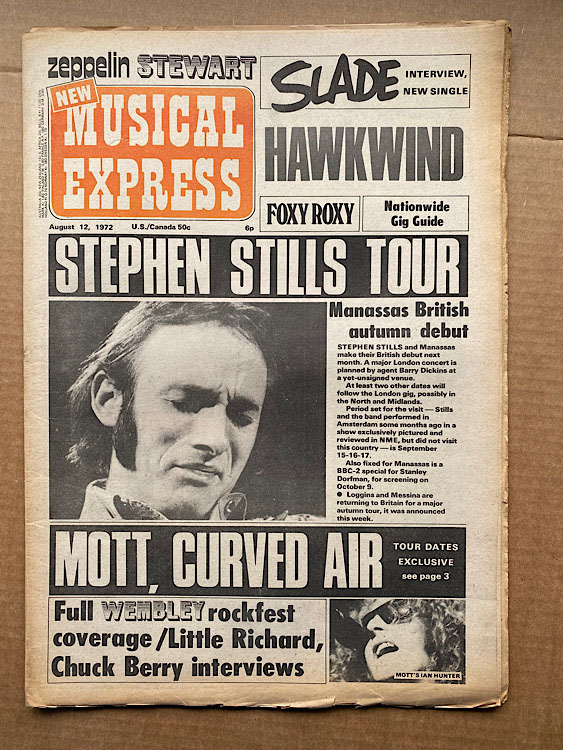 zeppelin STEWART
NEW
MUSICAL
EXPRESS
August 12, 1972 U.S./Canada 50c 6p
SLADE
INTERVIEW,
NEW SINGLE
HAWKWIND
FOXY ROXY
Nationwide
Gig Guide
STEPHEN STILLS TOUR
Manassas British
autumn debut
STEPHEN STILLS and Manassas
make their British debut next
month. A major London concert is
planned by agent Barry Dickins at
a yet-unsigned venue.
At least two other dates will
follow the London gig, possibly in
the North and Midlands.
Period set for the visit — Stills
and the band performed in
Amsterdam some months ago in a
show exclusively pictured and
reviewed in NME, but did not visit
this country — is September
15-16-17.
Also fixed for Manassas is a
BBC-2 special for Stanley
Dorfman, for screening on
October 9.
● Loggins and Messina are
returning to Britain for a major
autumn tour, it was announced
this week.
MOTT, CURVED AIR
TOUR DATES
EXCLUSIVE
see page 3
Full WEMBLEY rockfest
coverage/Little Richard,
Chuck Berry interviews
MOTT'S IAN HUNTER